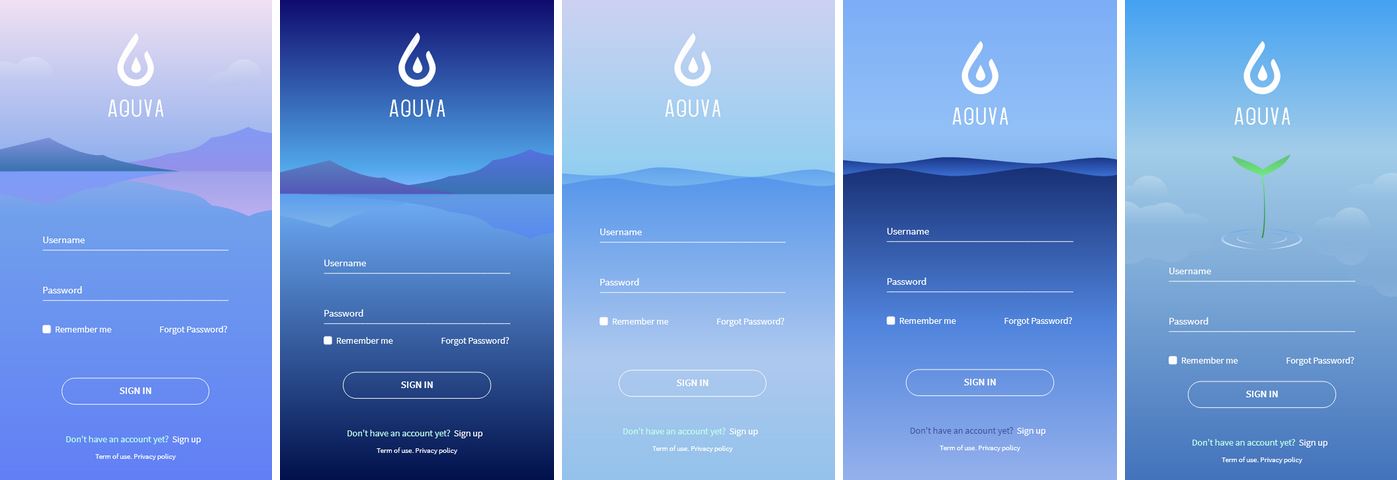 AQUVA
Username
Password
Remember me Forgot Password?
SIGN IN
Don't have an account yet? Sign up
Term of use. Privacy policy
AQUVA
Username
Password
Remember me Forgot Password?
SIGN IN
Don't have an account yet? Sign up
Term of use. Privacy policy
AQUVA
Username
Password
Remember me Forgot Password?
SIGN IN
Don't have an account yet? Sign up
Term of use. Privacy policy
AQUVA
Username
Password
Remember me Forgot Password?
SIGN IN
Don't have an account yet? Sign up
Term of use. Privacy policy
AQUVA
Username
Password
Remember me Forgot Password?
SIGN IN
Don't have an account yet? Sign up
Term of use. Privacy policy